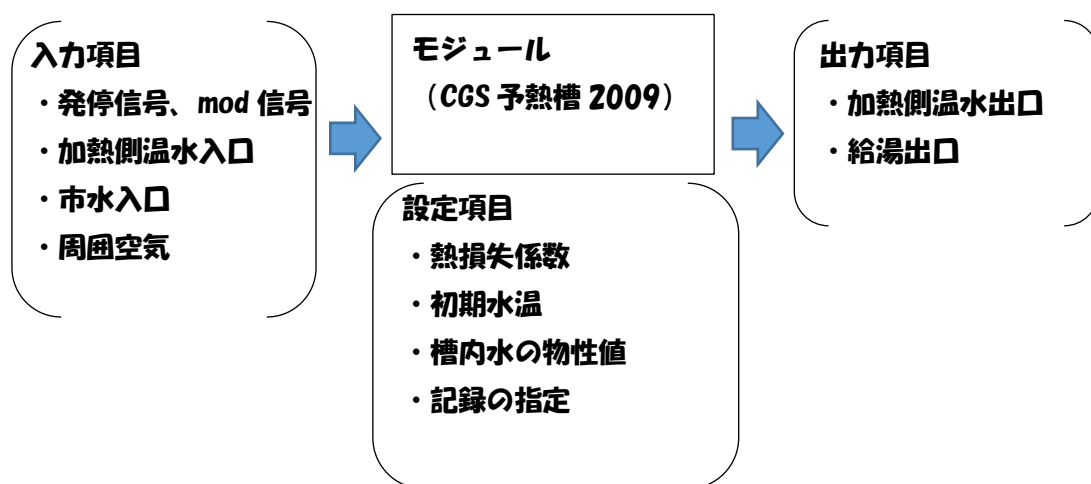 入力項目
・発停信号、mod 信号
・加熱側温水入口
・市水入口
・周囲空気
モジュール
（CGS 予熱槽 2009）
設定項目
・熱損失係数
・初期水温
・槽内水の物性値
・記録の指定
出力項目
・加熱側温水出口
・給湯出口